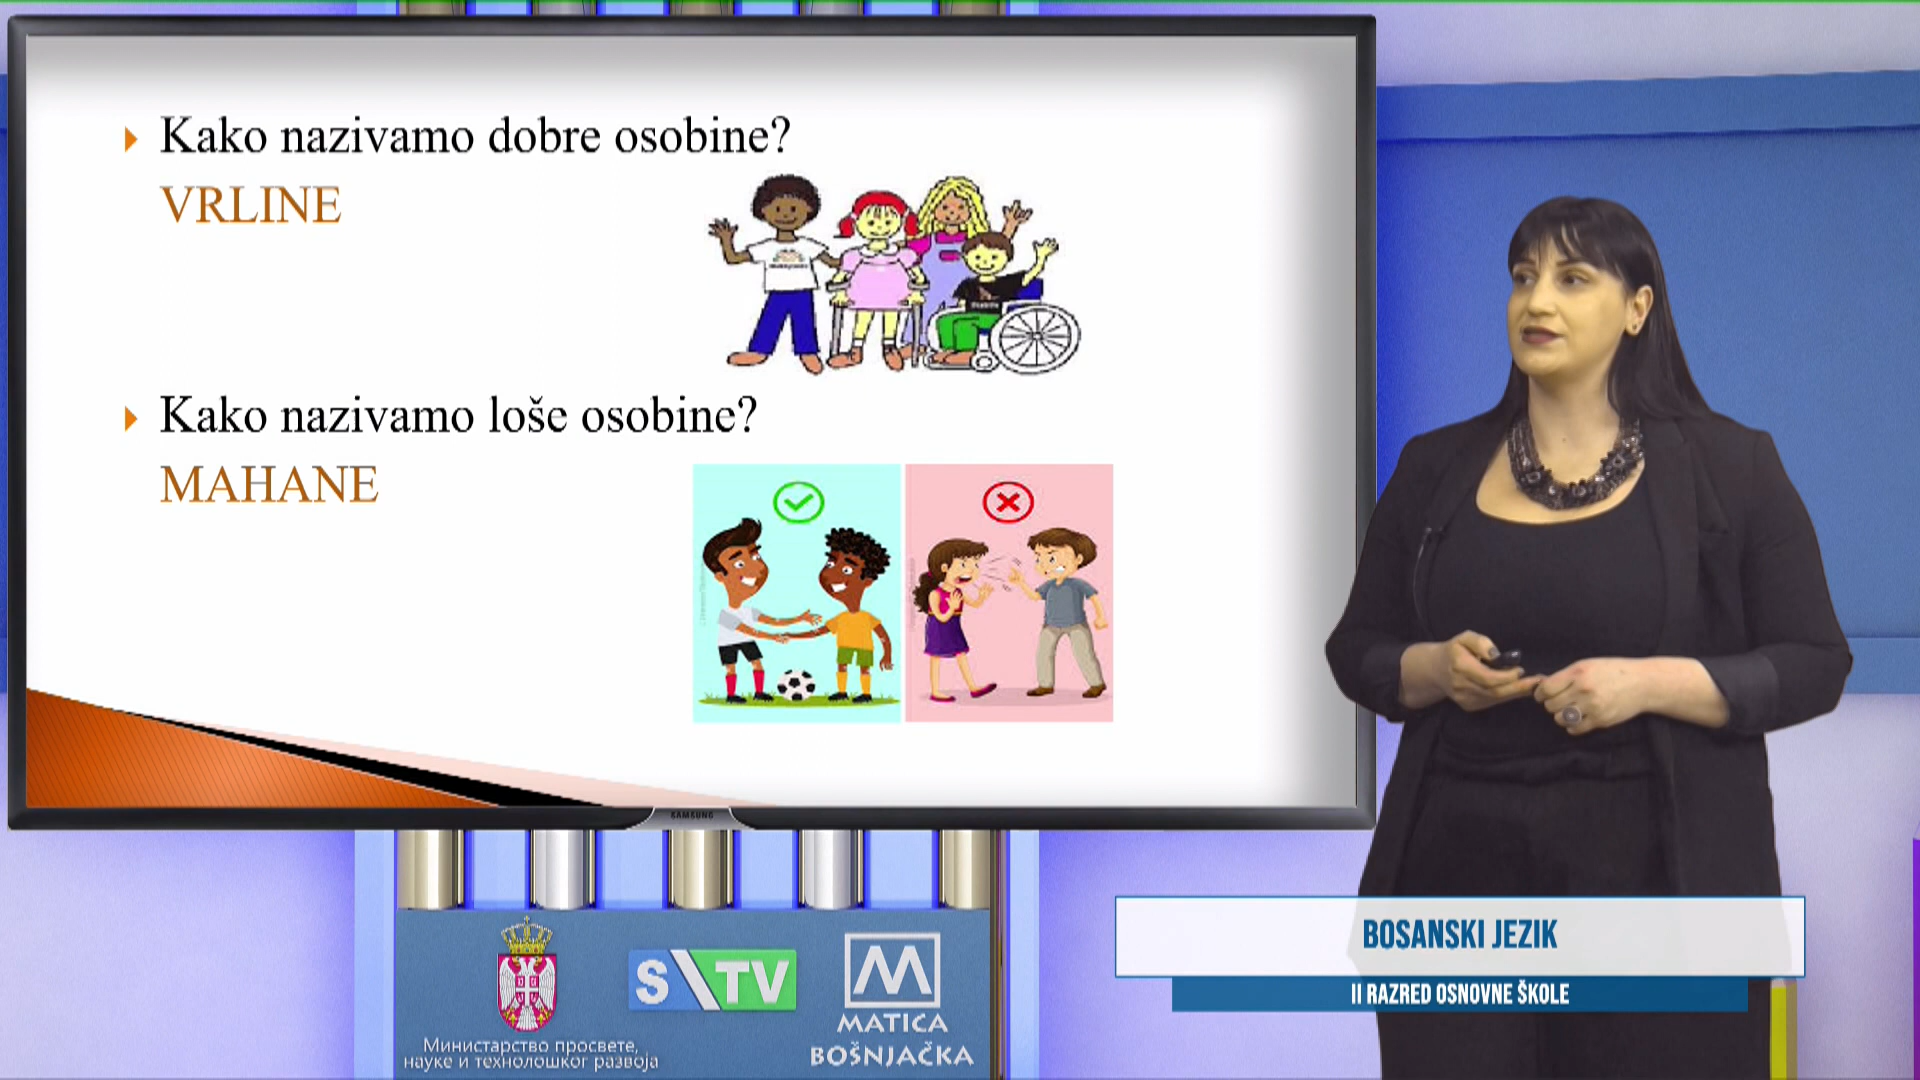 Kako nazivamo dobre osobine?
VRLINE
Kako nazivamo loše osobine?
MAHANE
SAMSUNG
BOSANSKI JEZIK
II RAZRED OSNOVNE ŠKOLE
S TV
MATICA
BOŠNJAČKA
Министарство просвете,
науке и технолошког развоја